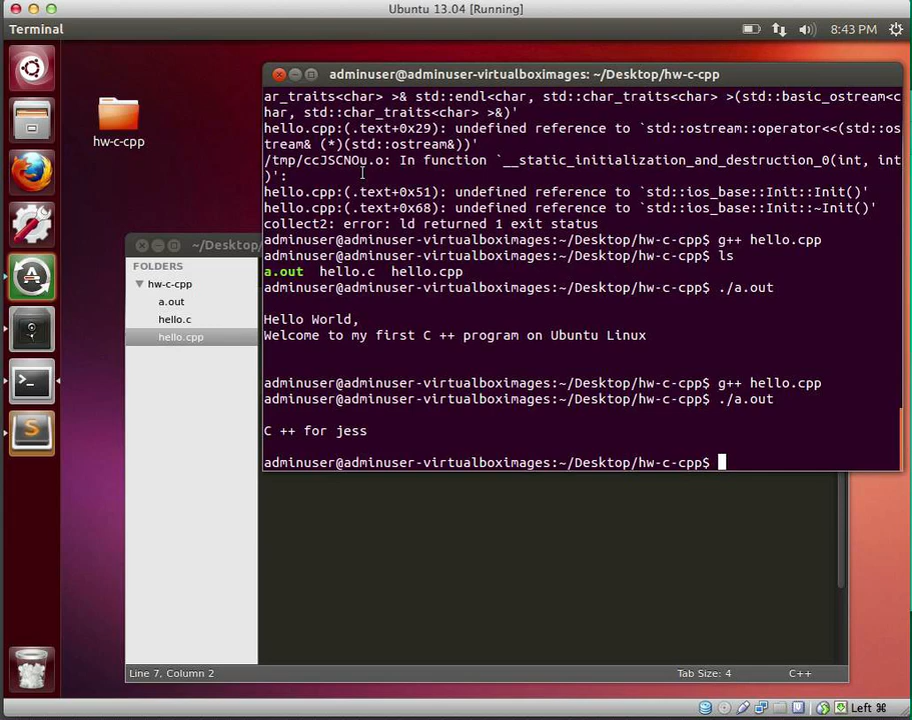 Ubuntu 13.04 [Running]
Terminal
8:43 PM
hw-c-cpp
adminuser@adminuser-virtualboximages: ~/Desktop/hw-c-cpp
ar_traits<char> >& std::endl<char, std::char_traits<char> >(std::basic_ostream<c
har, std::char_traits<char> >&)'
hello.cpp:(.text+0x29): undefined reference to `std::ostream::operator<<(std::os
tream& (*)(std::ostream&))'
/tmp/ccJSCNOu.o: In function `__static_initialization_and_destruction_0(int, int
)':
hello.cpp:(.text+0x51): undefined reference to `std::ios_base::Init::Init()'
hello.cpp:(.text+0x68): undefined reference to `std::ios_base::Init::~Init()'
collect2: error: ld returned 1 exit status
adminuser@adminuser-virtualboximages:~/Desktop/hw-c-cpp$ g++ hello.cpp
adminuser@adminuser-virtualboximages:~/Desktop/hw-c-cpp$ ls
a.out hello.c hello.cpp
adminuser@adminuser-virtualboximages:~/Desktop/hw-c-cpp$ ./a.out
Hello World,
Welcome to my first C ++ program on Ubuntu Linux
adminuser@adminuser-virtualboximages:~/Desktop/hw-c-cpp$ g++ hello.cpp
adminuser@adminuser-virtualboximages:~/Desktop/hw-c-cpp$ ./a.out
C ++ for jess
adminuser@adminuser-virtualboximages:~/Desktop/hw-c-cpp$
~/Desktop/
FOLDERS
hw-c-cpp
a.out
hello.c
hello.cpp
Line 7, Column 2
Tab Size: 4
C++
Left ⌘